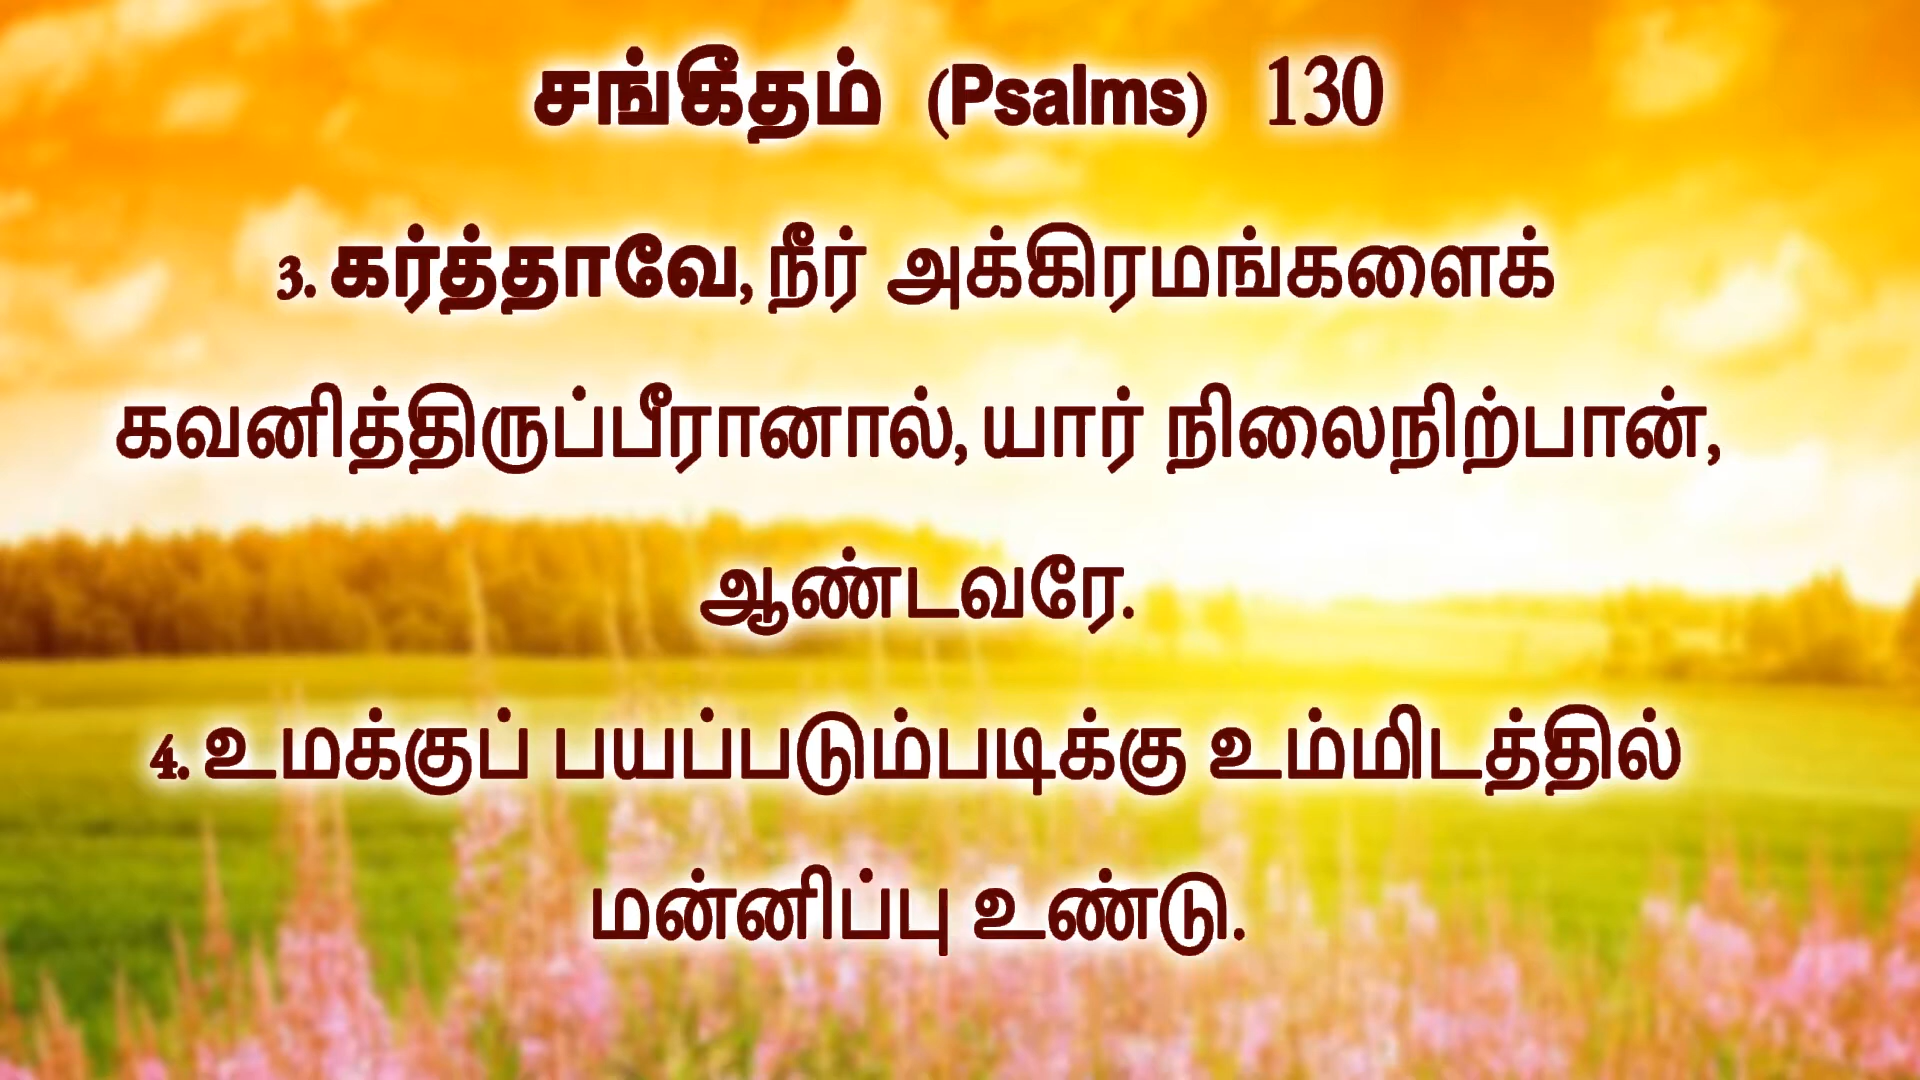 சங்கீதம் (Psalms) 130
3. கர்த்தாவே, நீர் அக்கிரமங்களைக்
கவனித்திருப்பீரானால், யார் நிலைநிற்பான்,
ஆண்டவரே.
4. உமக்குப் பயப்படும்படிக்கு உம்மிடத்தில்
மன்னிப்பு உண்டு.